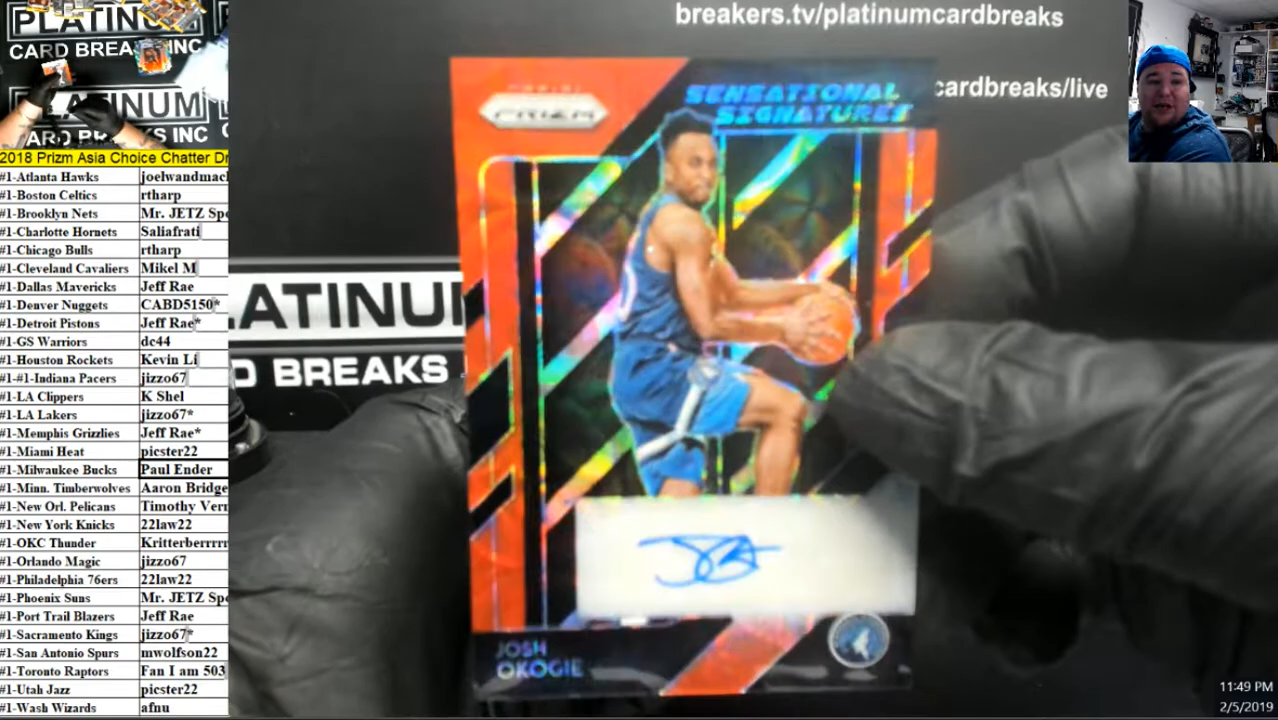 PLATINUM
CARD BREAKS INC
PLATINUM
CARD BREAKS INC
breakers.tv/platinumcardbreaks
cardbreaks/live
2018 Prizm Asia Choice Chatter Dr
#1-Atlanta Hawks joelwandmacl
#1-Boston Celtics rtharp
#1-Brooklyn Nets Mr. JETZ Spo
#1-Charlotte Hornets Saliafrati
#1-Chicago Bulls rtharp
#1-Cleveland Cavaliers Mikel M
#1-Dallas Mavericks Jeff Rae
#1-Denver Nuggets CABD5150*
#1-Detroit Pistons Jeff Rae*
#1-GS Warriors dc44
#1-Houston Rockets Kevin Li
#1-#1-Indiana Pacers jizzo67
#1-LA Clippers K Shel
#1-LA Lakers jizzo67*
#1-Memphis Grizzlies Jeff Rae*
#1-Miami Heat picster22
#1-Milwaukee Bucks Paul Ender
#1-Minn. Timberwolves Aaron Bridge
#1-New Orl. Pelicans Timothy Verr
#1-New York Knicks 22law22
#1-OKC Thunder Kritterberrrrr
#1-Orlando Magic jizzo67
#1-Philadelphia 76ers 22law22
#1-Phoenix Suns Mr. JETZ Spo
#1-Port Trail Blazers Jeff Rae
#1-Sacramento Kings jizzo67*
#1-San Antonio Spurs mwolfson22
#1-Toronto Raptors Fan I am 503
#1-Utah Jazz picster22
#1-Wash Wizards afnu
ATINUM
D BREAKS
PANINI
PRIZM
SENSATIONAL
SIGNATURES
JOSH
OKOGIE
11:49 PM
2/5/2019